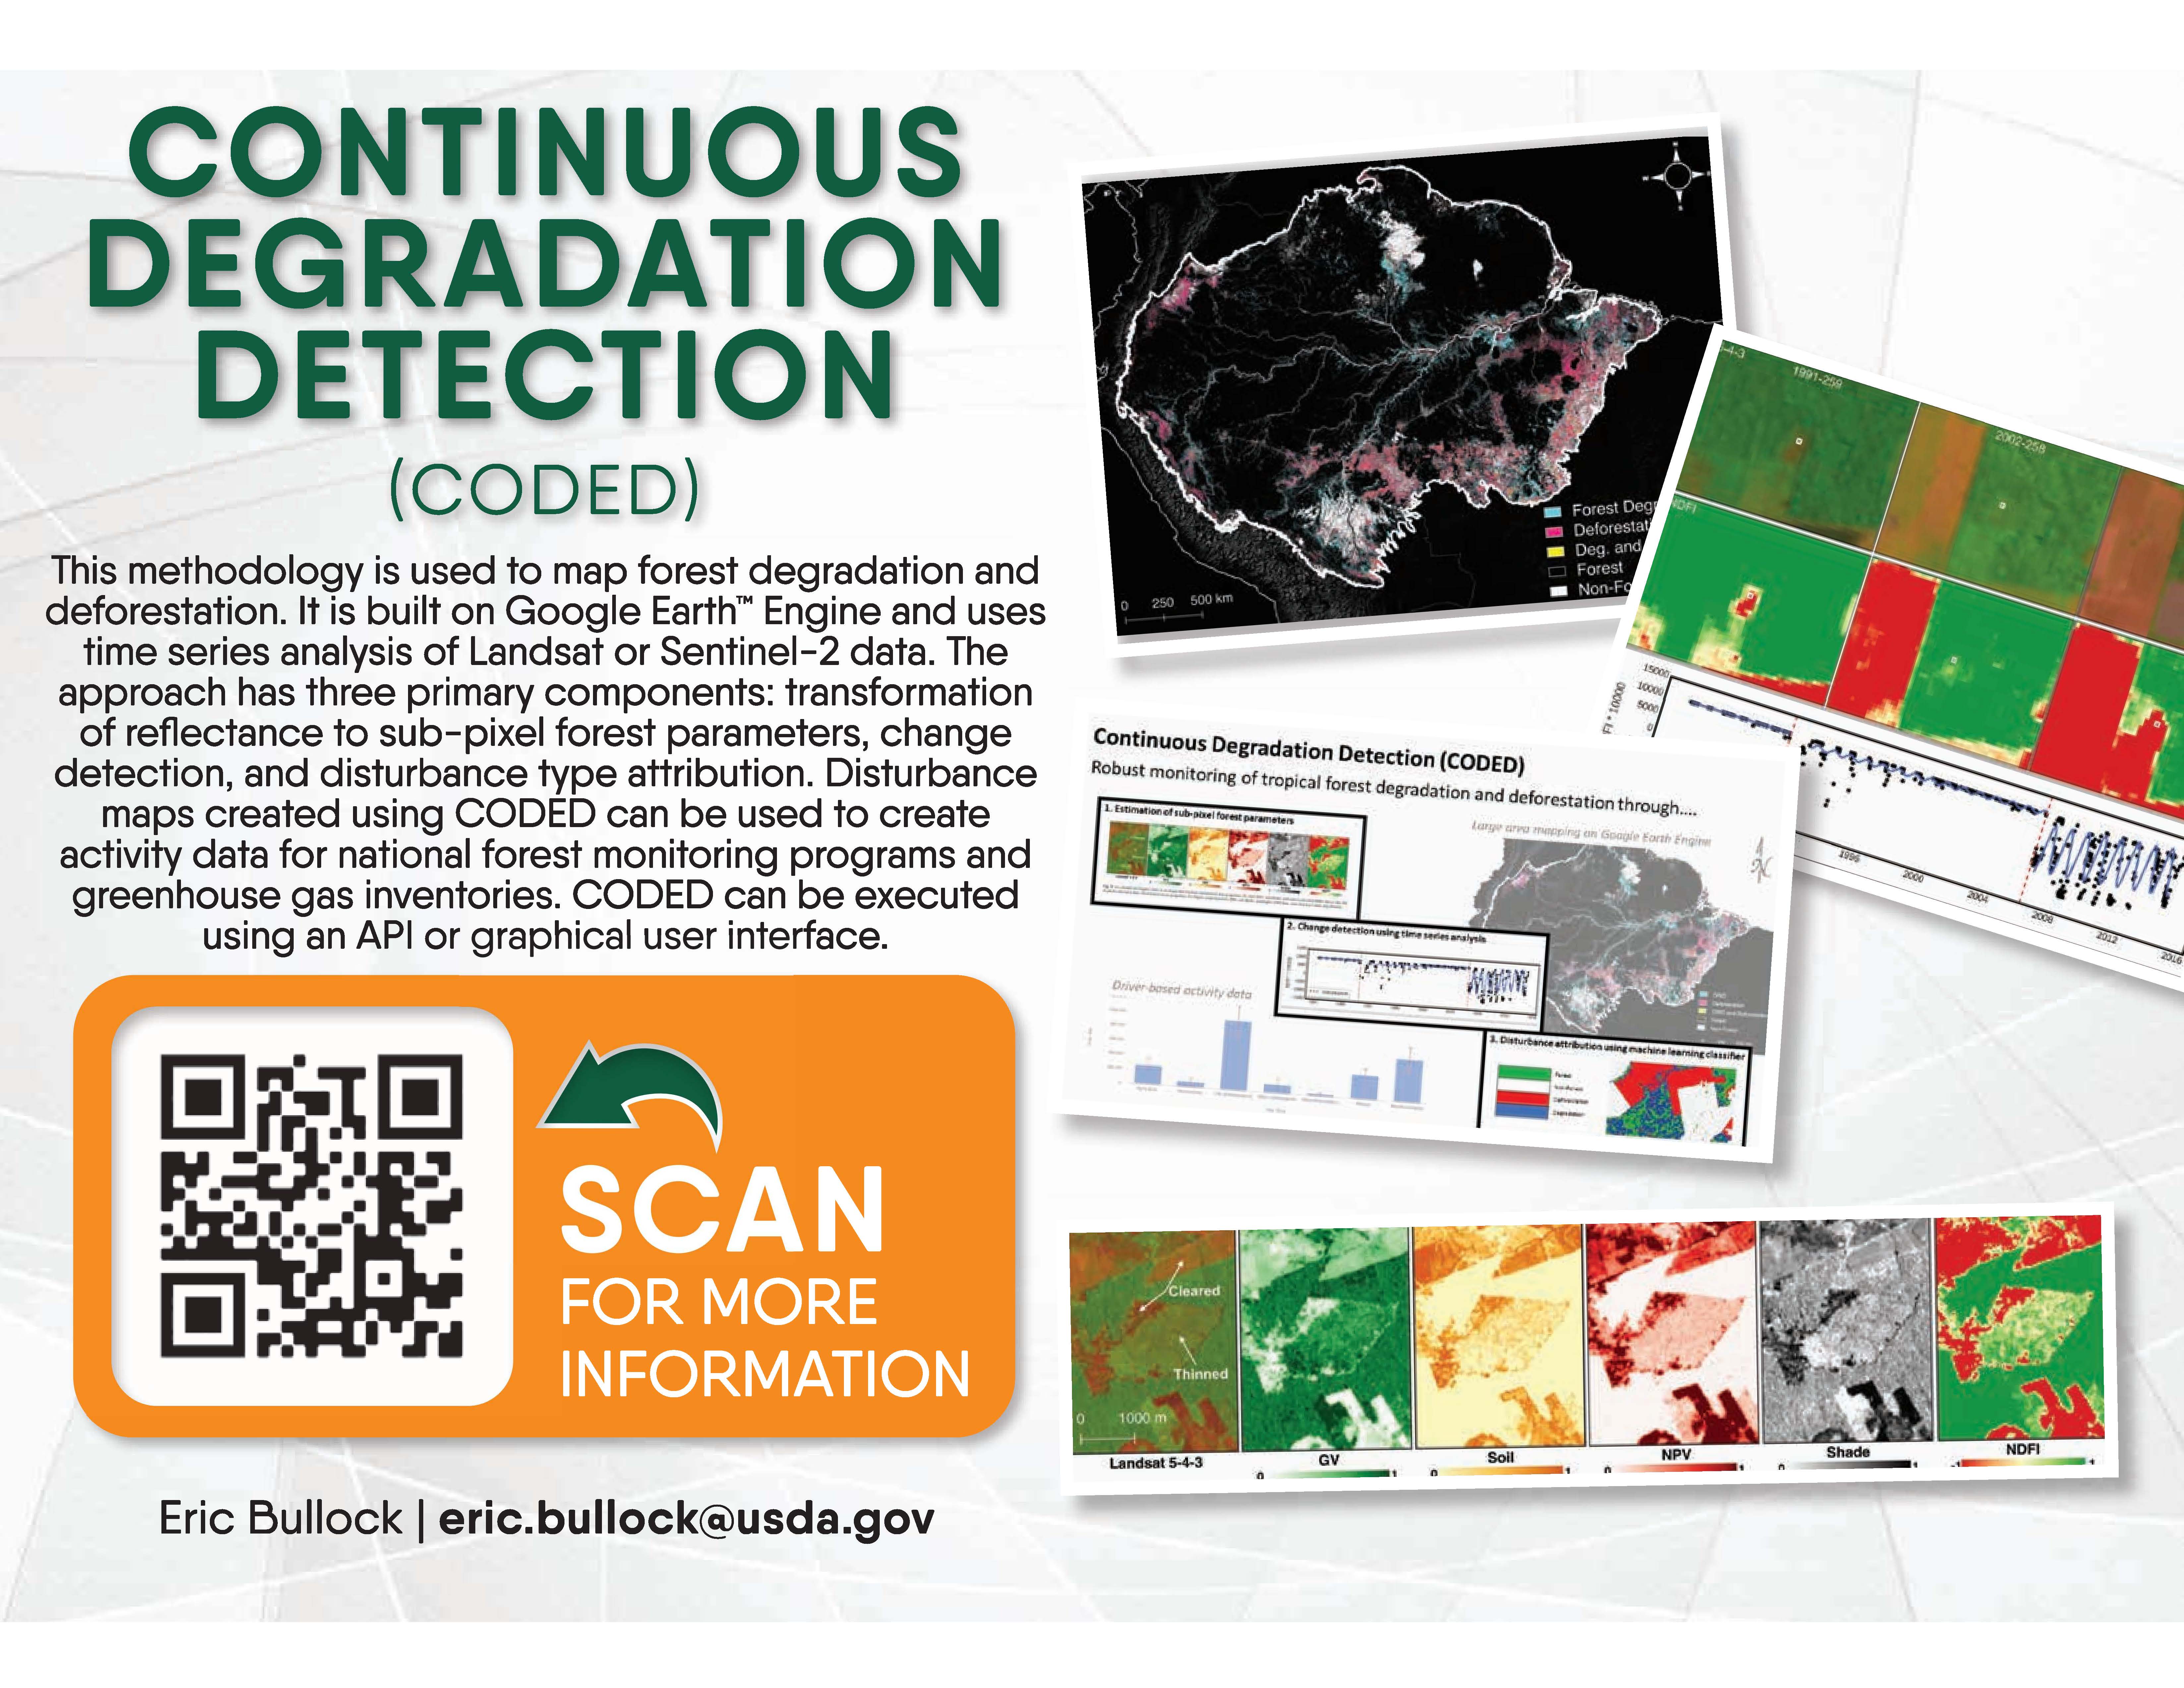 CONTINUOUS
DEGRADATION
DETECTION
(CODED)
This methodology is used to map forest degradation and
deforestation. It is built on Google Earth™ Engine and uses
time series analysis of Landsat or Sentinel-2 data. The
approach has three primary components: transformation
of reflectance to sub-pixel forest parameters, change
detection, and disturbance type attribution. Disturbance
maps created using CODED can be used to create
activity data for national forest monitoring programs and
greenhouse gas inventories. CODED can be executed
using an API or graphical user interface.
SCAN
FOR MORE
INFORMATION
Eric Bullock | eric.bullock@usda.gov
Forest Degr
Deforestat
Deg. and
Forest
Non-Fo
0 250 500 km
-4-3
1991-259
2002-258
NDFI
15000
10000
5000
0
FI * 10000
1996
2000
2004
2008
2012
2016
Continuous Degradation Detection (CODED)
Robust monitoring of tropical forest degradation and deforestation through....
1. Estimation of sub-pixel forest parameters
Large area mapping on Google Earth Engine
2. Change detection using time series analysis
Driver-based activity data
3. Disturbance attribution using machine learning classifier
Forest
Deforestation
Degradation
Cleared
Thinned
0 1000 m
Landsat 5-4-3
GV
0 1
Soil
0 1
NPV
0 1
Shade
0 1
NDFI
-1 1